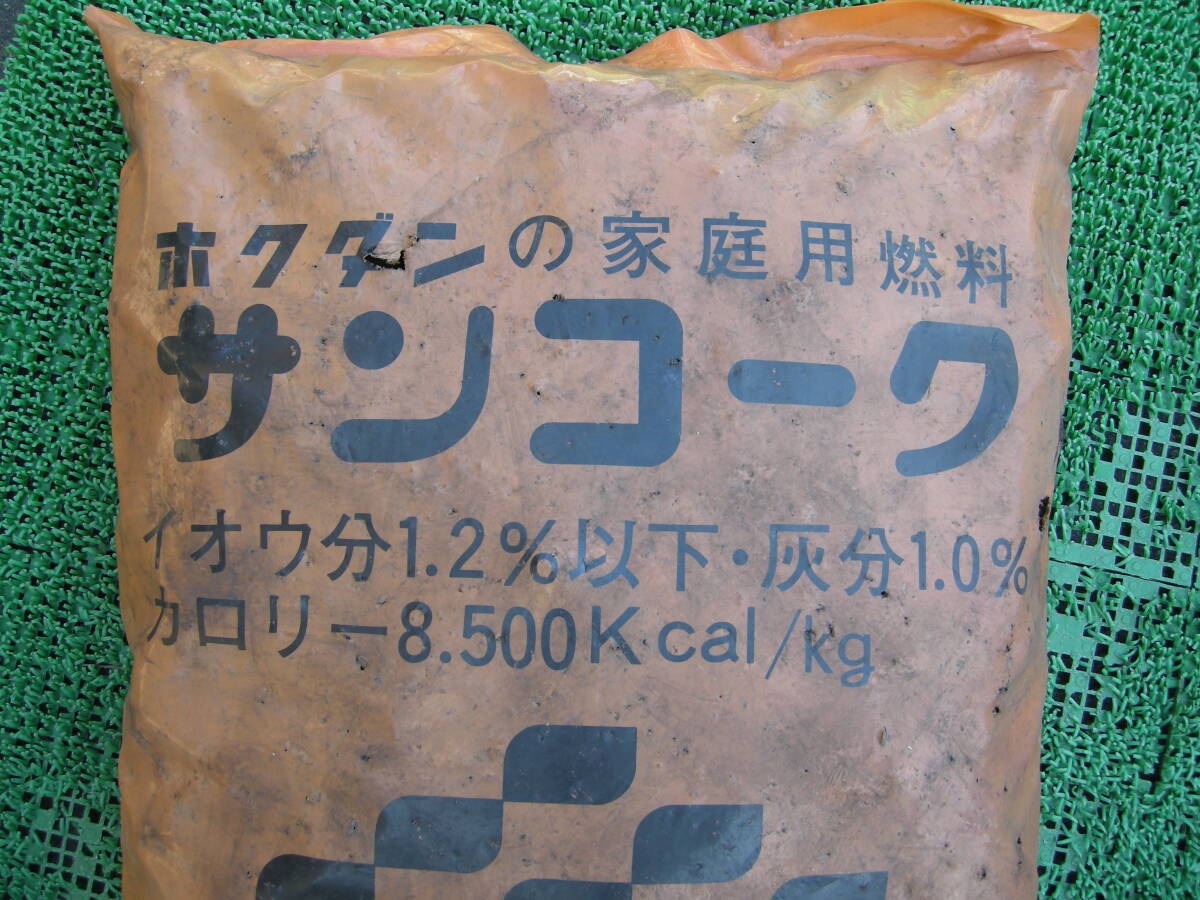 ホクダンの家庭用燃料
サンコーク
イオウ分1.2%以下・灰分1.0%
カロリー8.500Kcal/kg